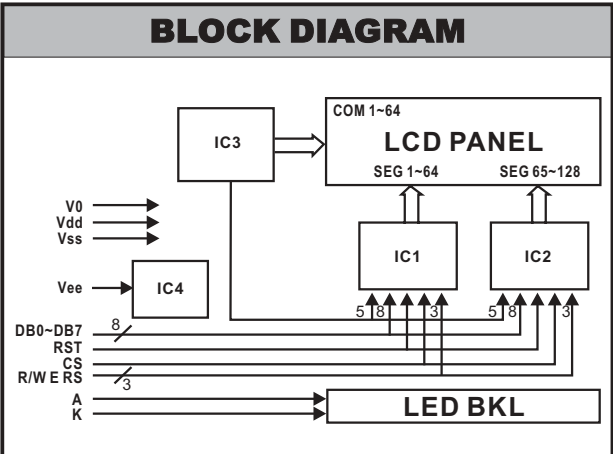 BLOCK DIAGRAM
COM 1~64
IC3
LCD PANEL
SEG 1~64 SEG 65~128
V0
Vdd
Vss
IC1 IC2
Vee IC4
5 8 3 5 8 3
DB0~DB7 8
RST
CS
R/W E RS 3
A
K
LED BKL